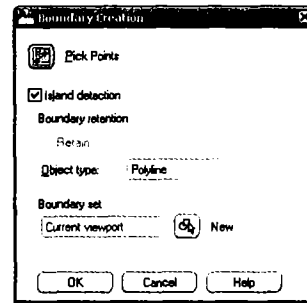 Boundary Creation
Pick Points
Island detection
Boundary retention
Retain
Object type: Polyline
Boundary set
Current viewport New
OK Cancel Help